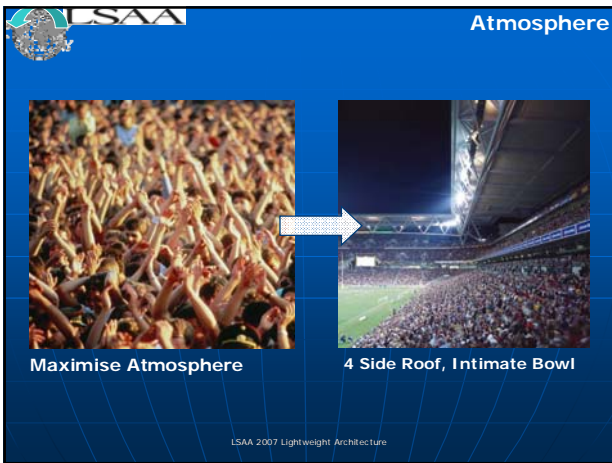 LSAA
Atmosphere
Maximise Atmosphere
4 Side Roof, Intimate Bowl
LSAA 2007 Lightweight Architecture